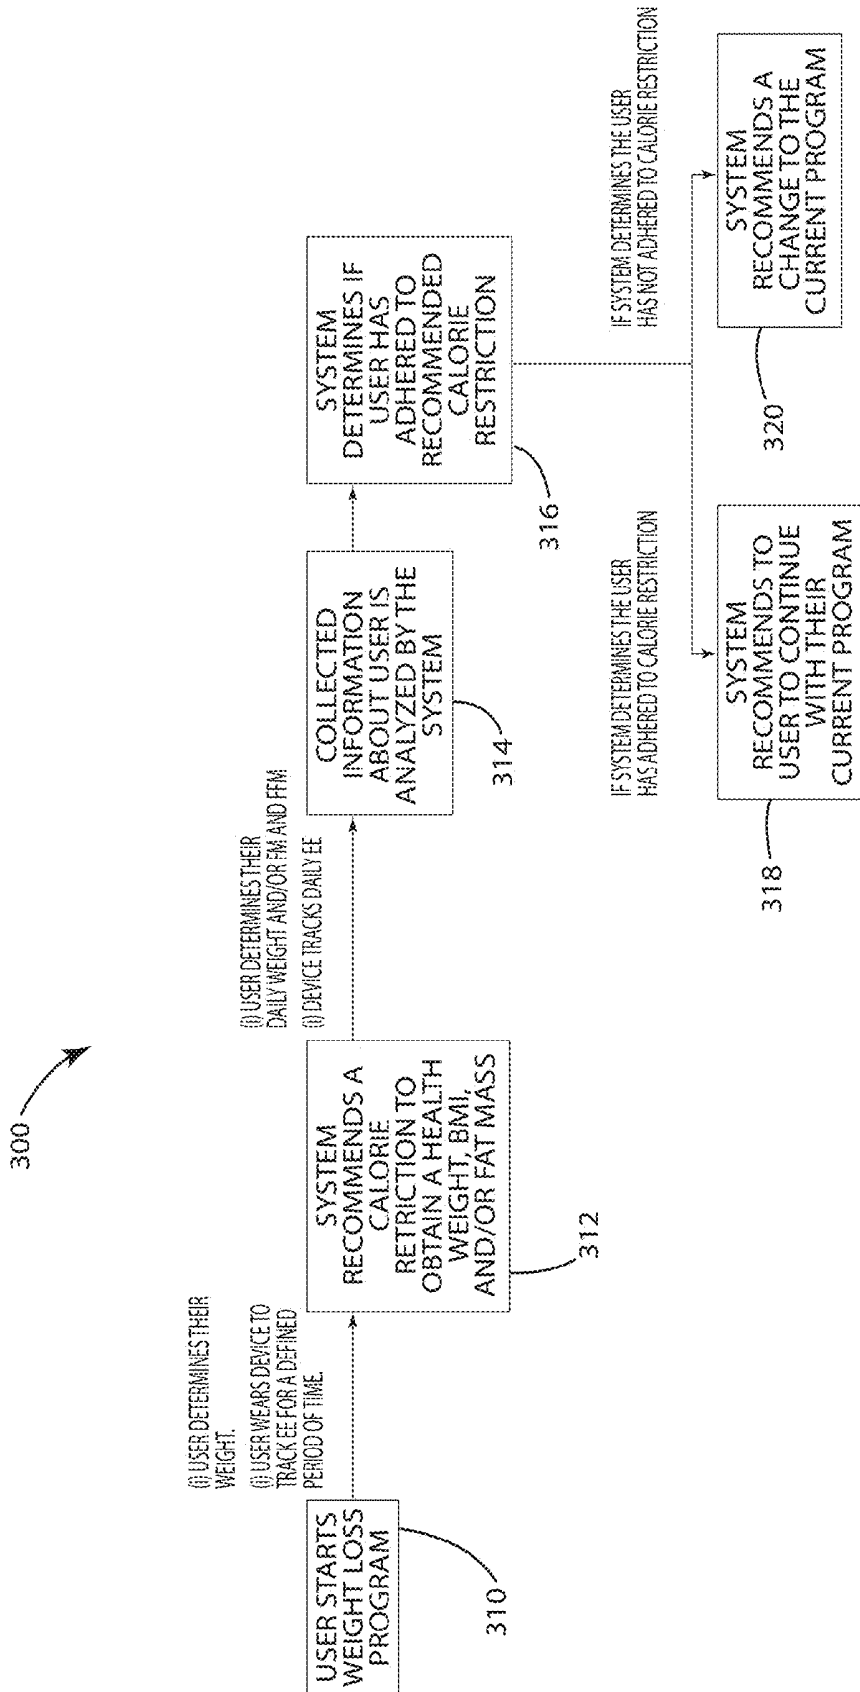 300
USER STARTS
WEIGHT LOSS
PROGRAM
310
(i) USER DETERMINES THEIR
WEIGHT.
(i) USER WEARS DEVICE TO
TRACK EE FOR A DEFINED
PERIOD OF TIME.
SYSTEM
RECOMMENDS A
CALORIE
RETRICTION TO
OBTAIN A HEALTH
WEIGHT, BMI,
AND/OR FAT MASS
312
(i) USER DETERMINES THEIR
DAILY WEIGHT AND/OR FM AND FFM
(i) DEVICE TRACKS DAILY EE
COLLECTED
INFORMATION
ABOUT USER IS
ANALYZED BY THE
SYSTEM
314
SYSTEM
DETERMINES IF
USER HAS
ADHERED TO
RECOMMENDED
CALORIE
RESTRICTION
316
IF SYSTEM DETERMINES THE USER
HAS ADHERED TO CALORIE RESTRICTION
SYSTEM
RECOMMENDS TO
USER TO CONTINUE
WITH THEIR
CURRENT PROGRAM
318
IF SYSTEM DETERMINES THE USER
HAS NOT ADHERED TO CALORIE RESTRICTION
SYSTEM
RECOMMENDS A
CHANGE TO THE
CURRENT PROGRAM
320